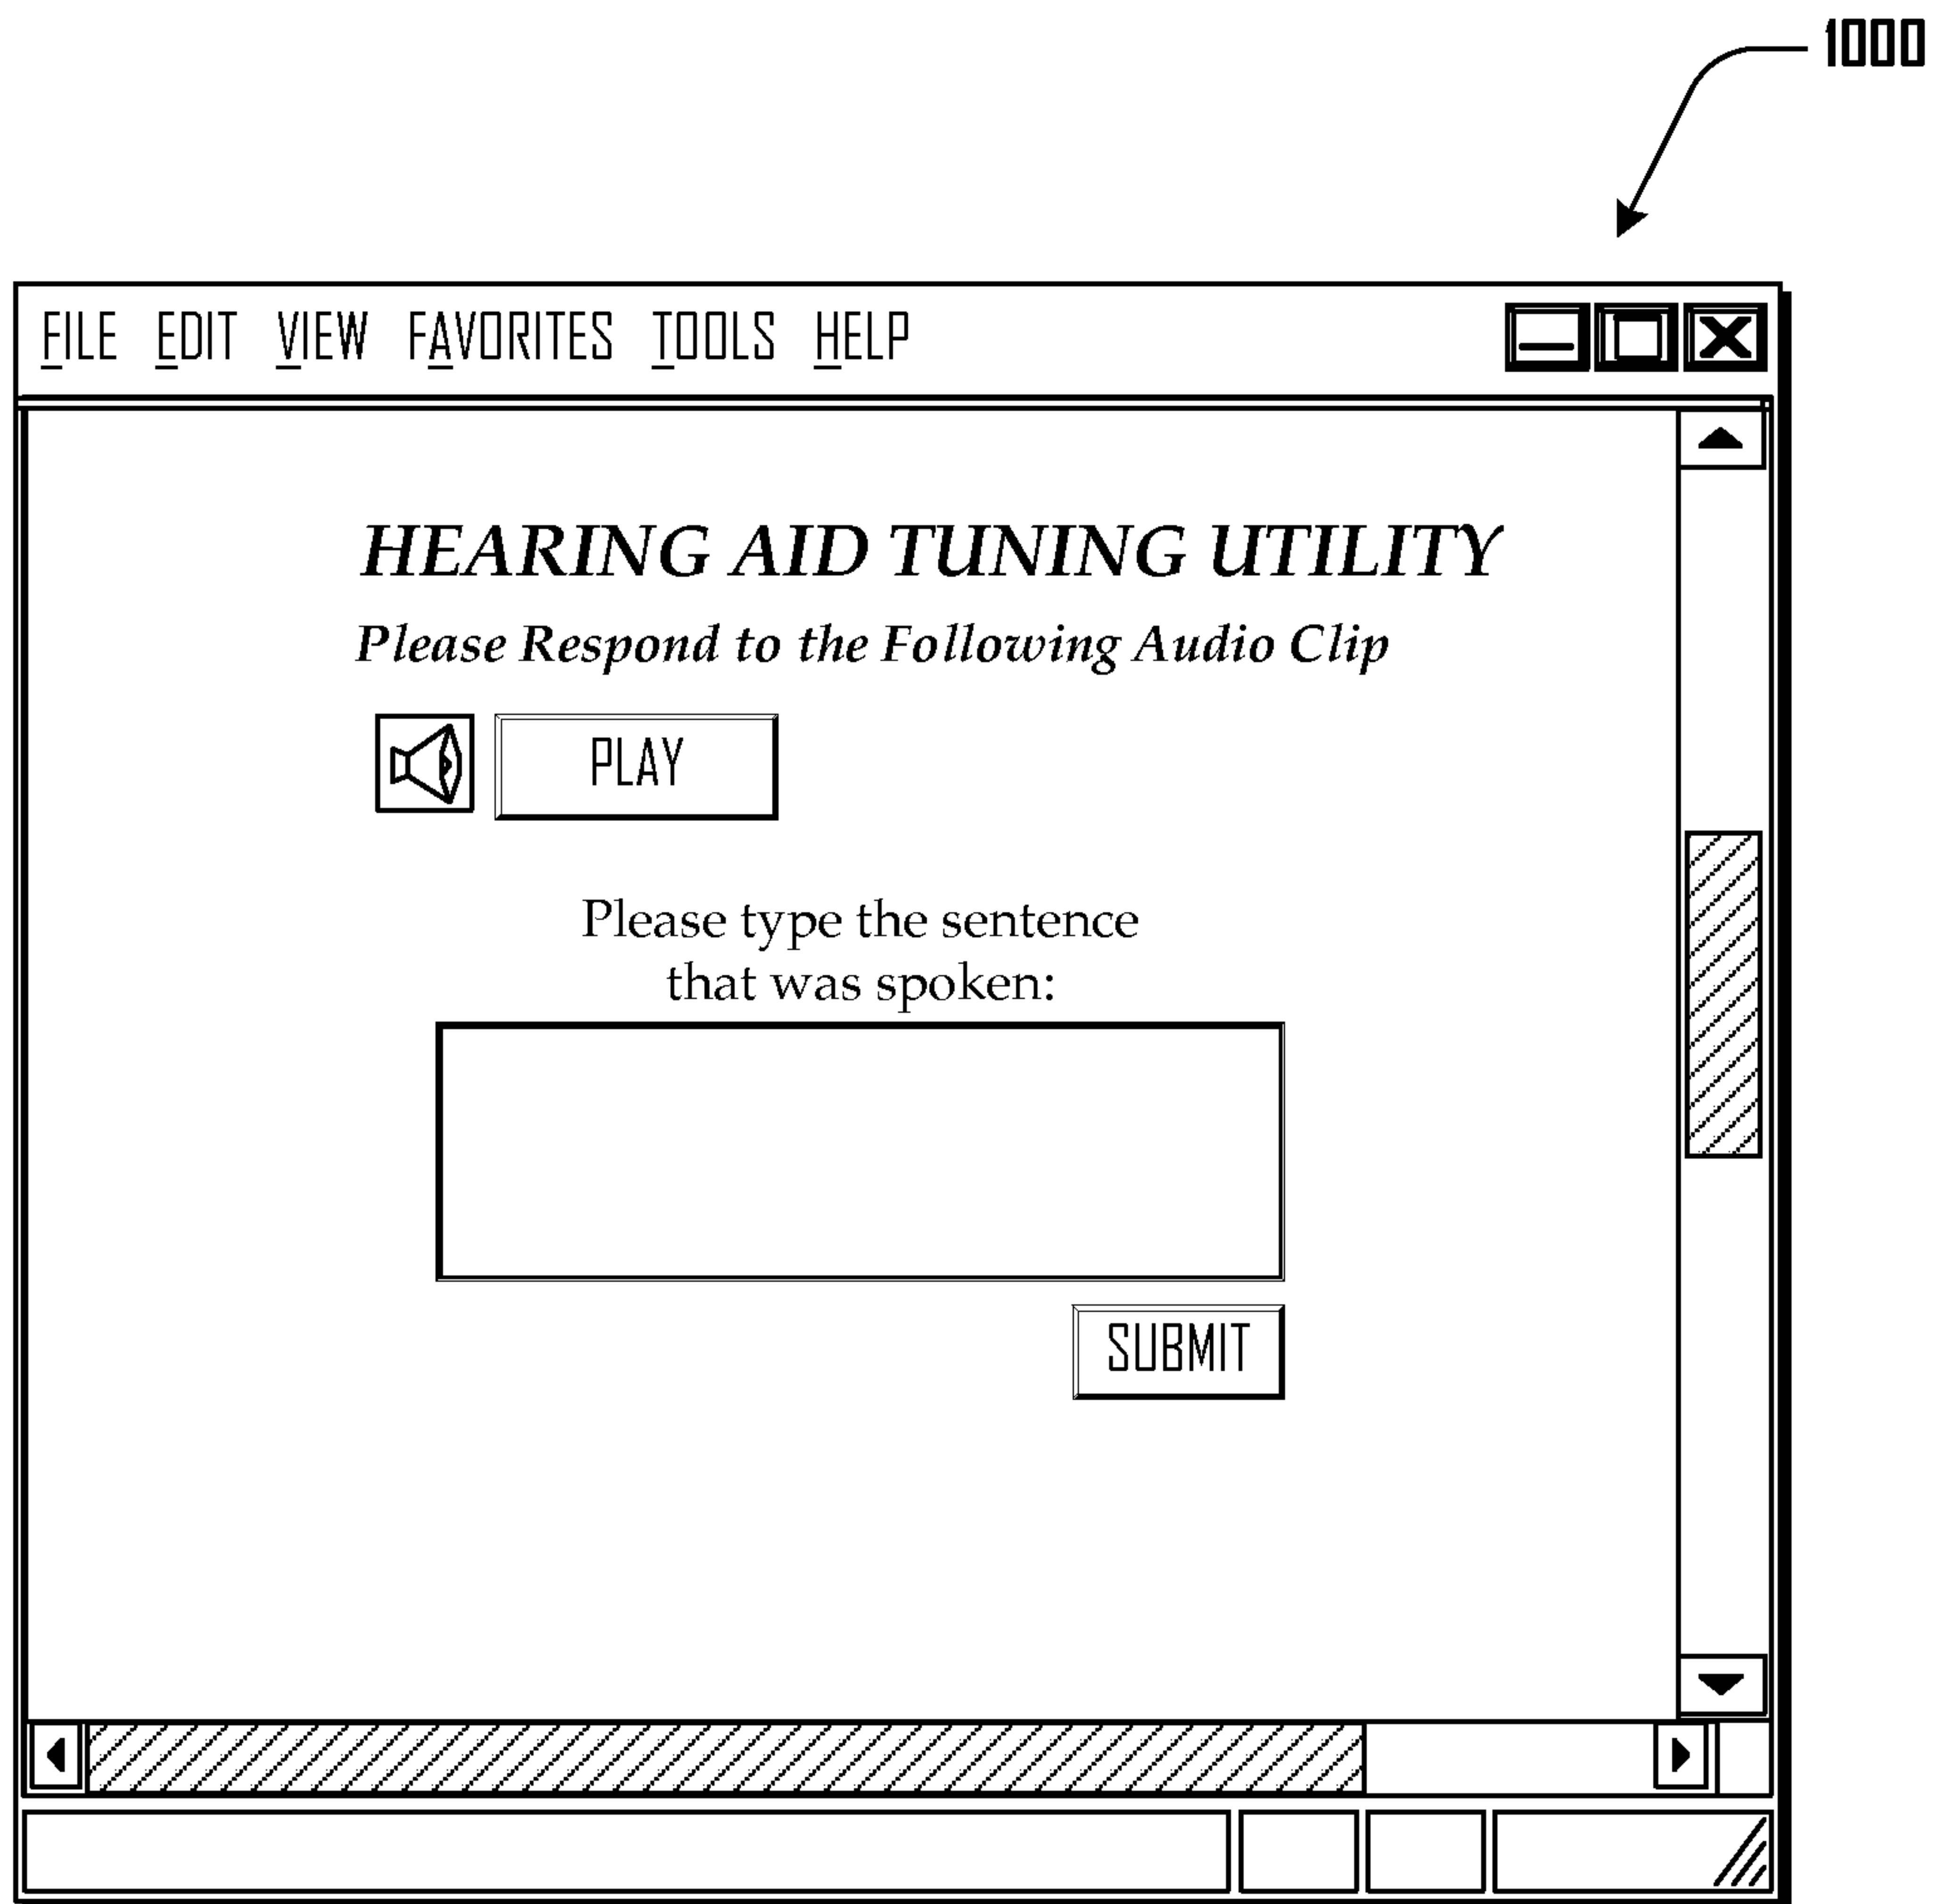 1000
FILE EDIT VIEW FAVORITES TOOLS HELP
HEARING AID TUNING UTILITY
Please Respond to the Following Audio Clip
PLAY
Please type the sentence
that was spoken:
SUBMIT